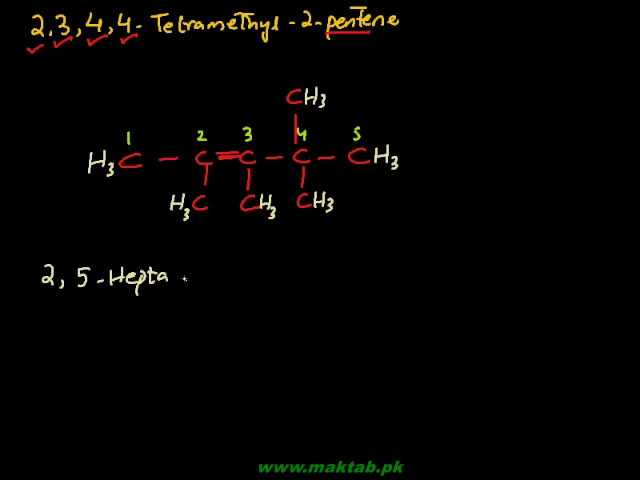 2,3,4,4-Tetramethyl-2-pentene
CH3
1 2 3 4 5
H3C - C = C - C - CH3
H3C CH3 CH3
2, 5-Hepta
www.maktab.pk